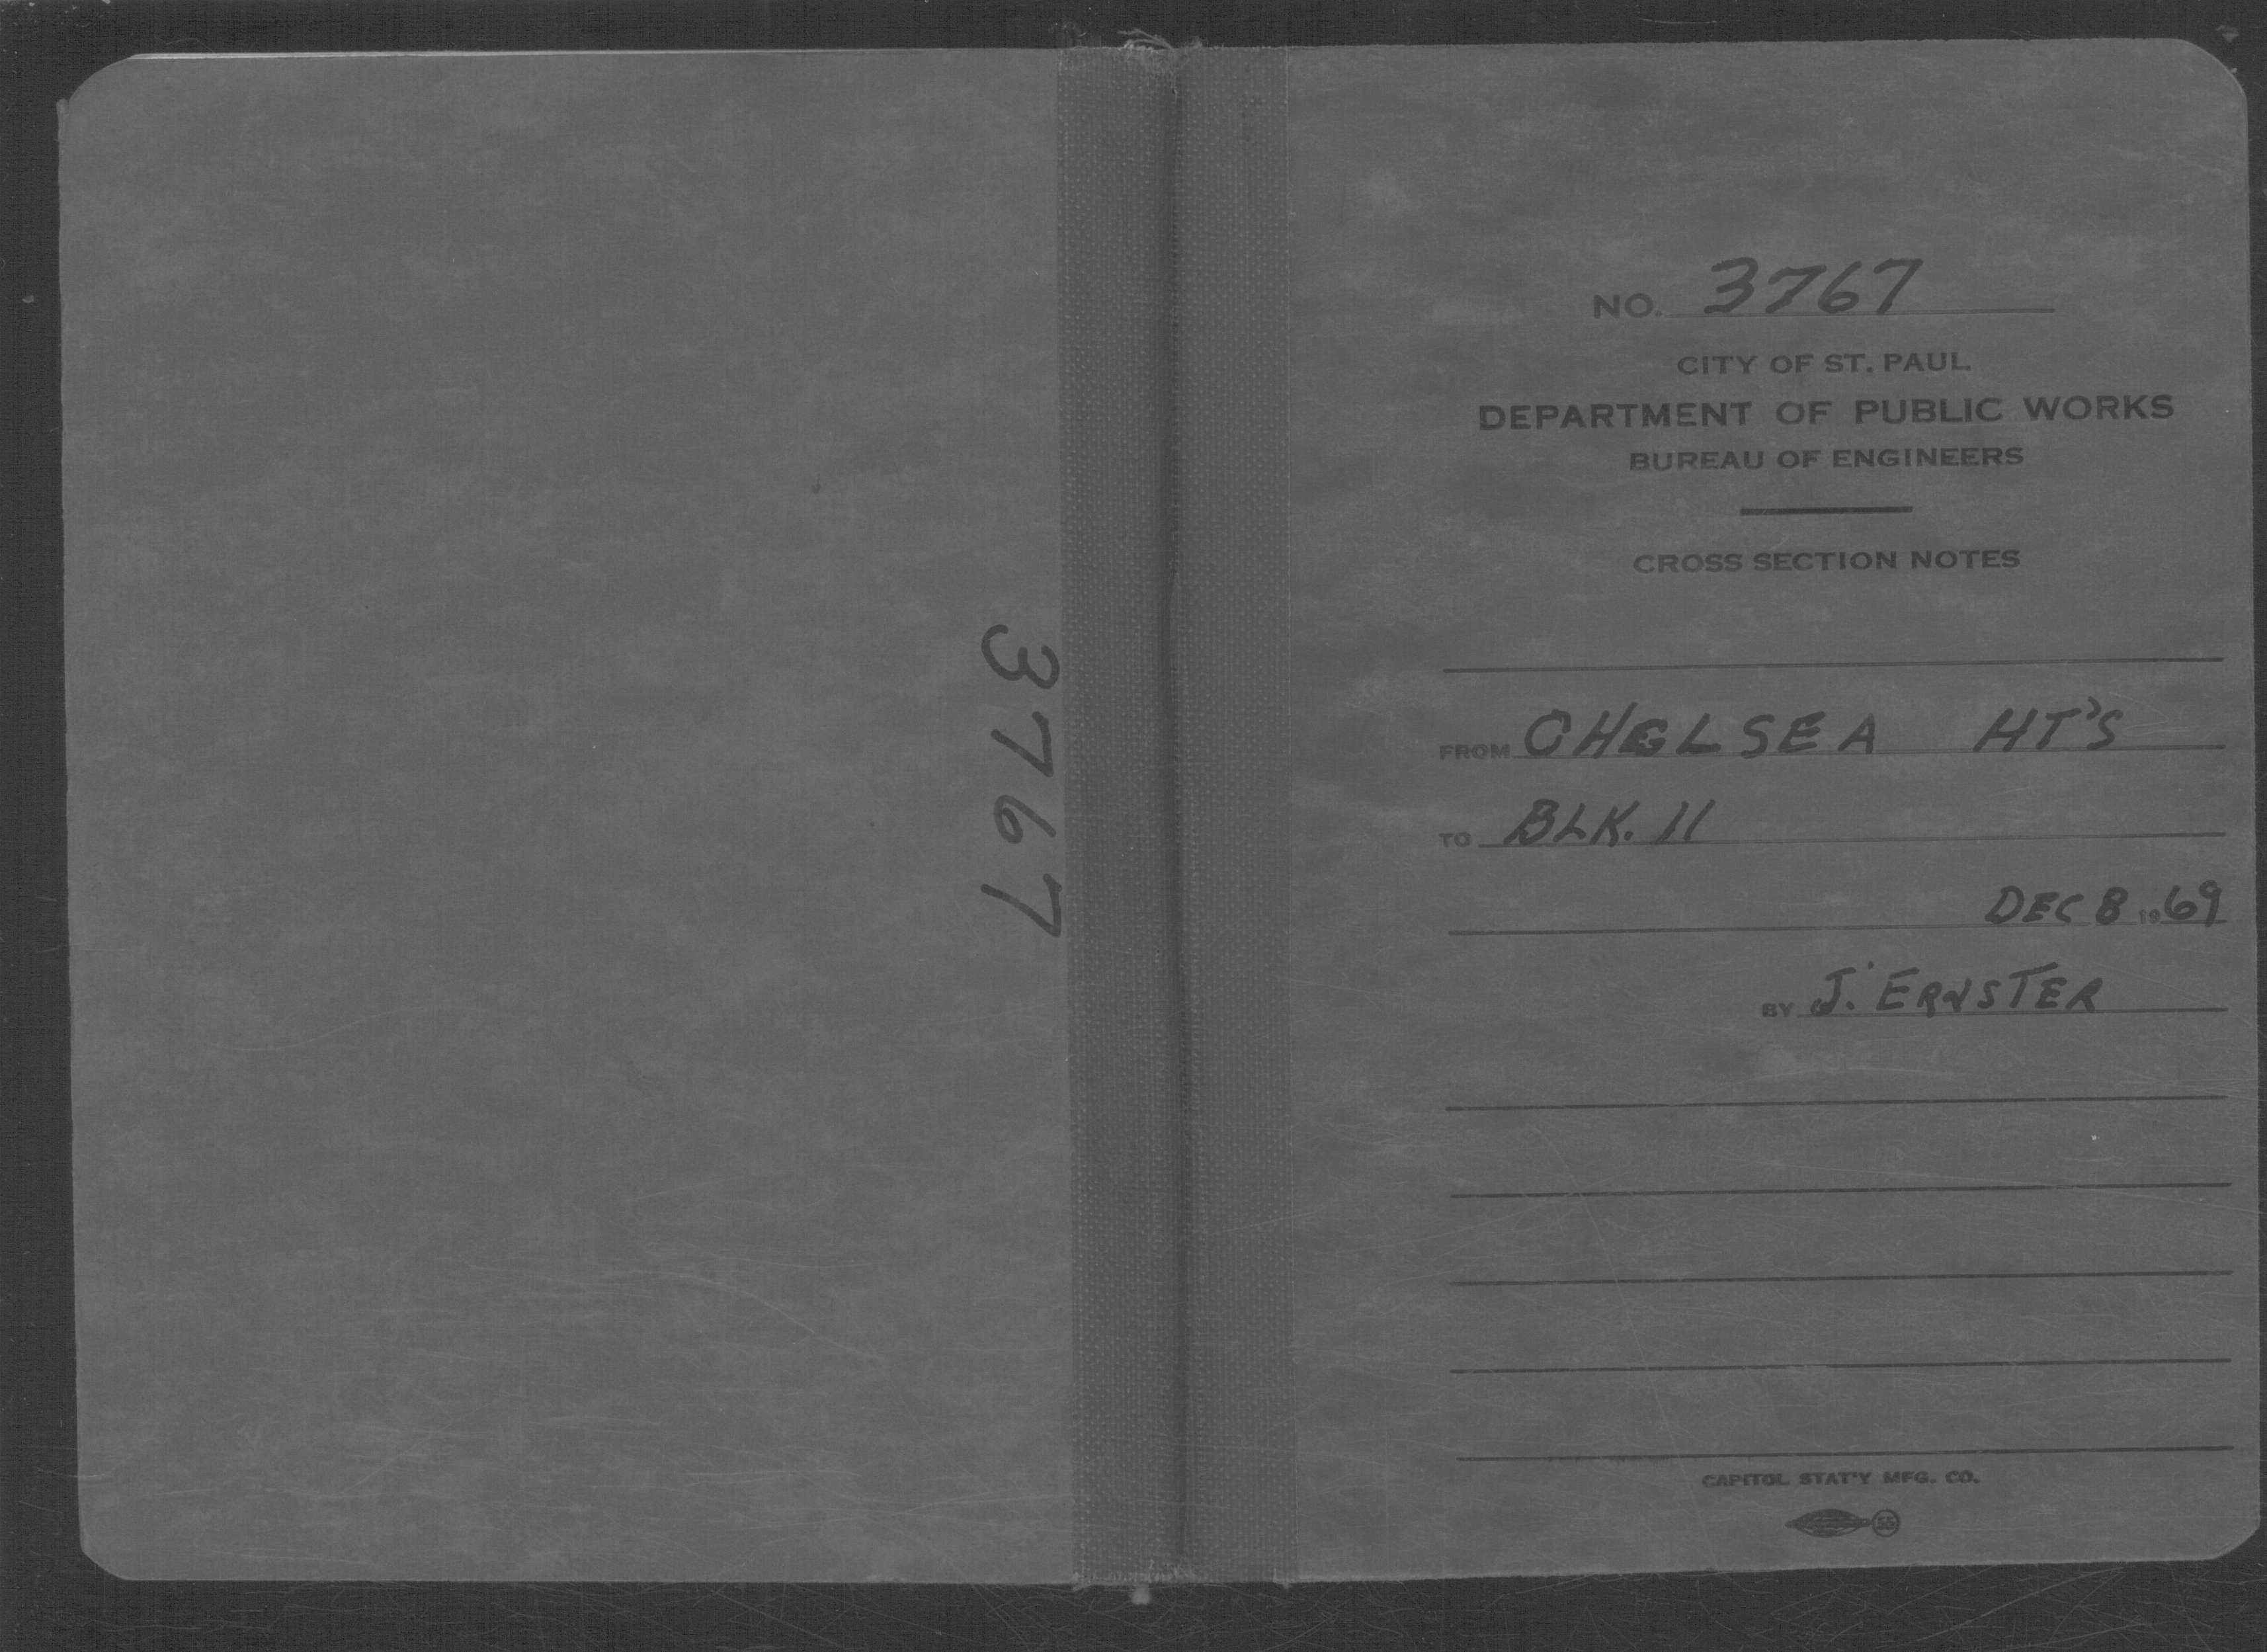 3767
NO. 3767
CITY OF ST. PAUL
DEPARTMENT OF PUBLIC WORKS
BUREAU OF ENGINEERS
CROSS SECTION NOTES
FROM CHELSEA HT'S
TO BLK. 11
DEC 8 1969
BY J. ERNSTER
CAPITOL STAT'Y MFG. CO.